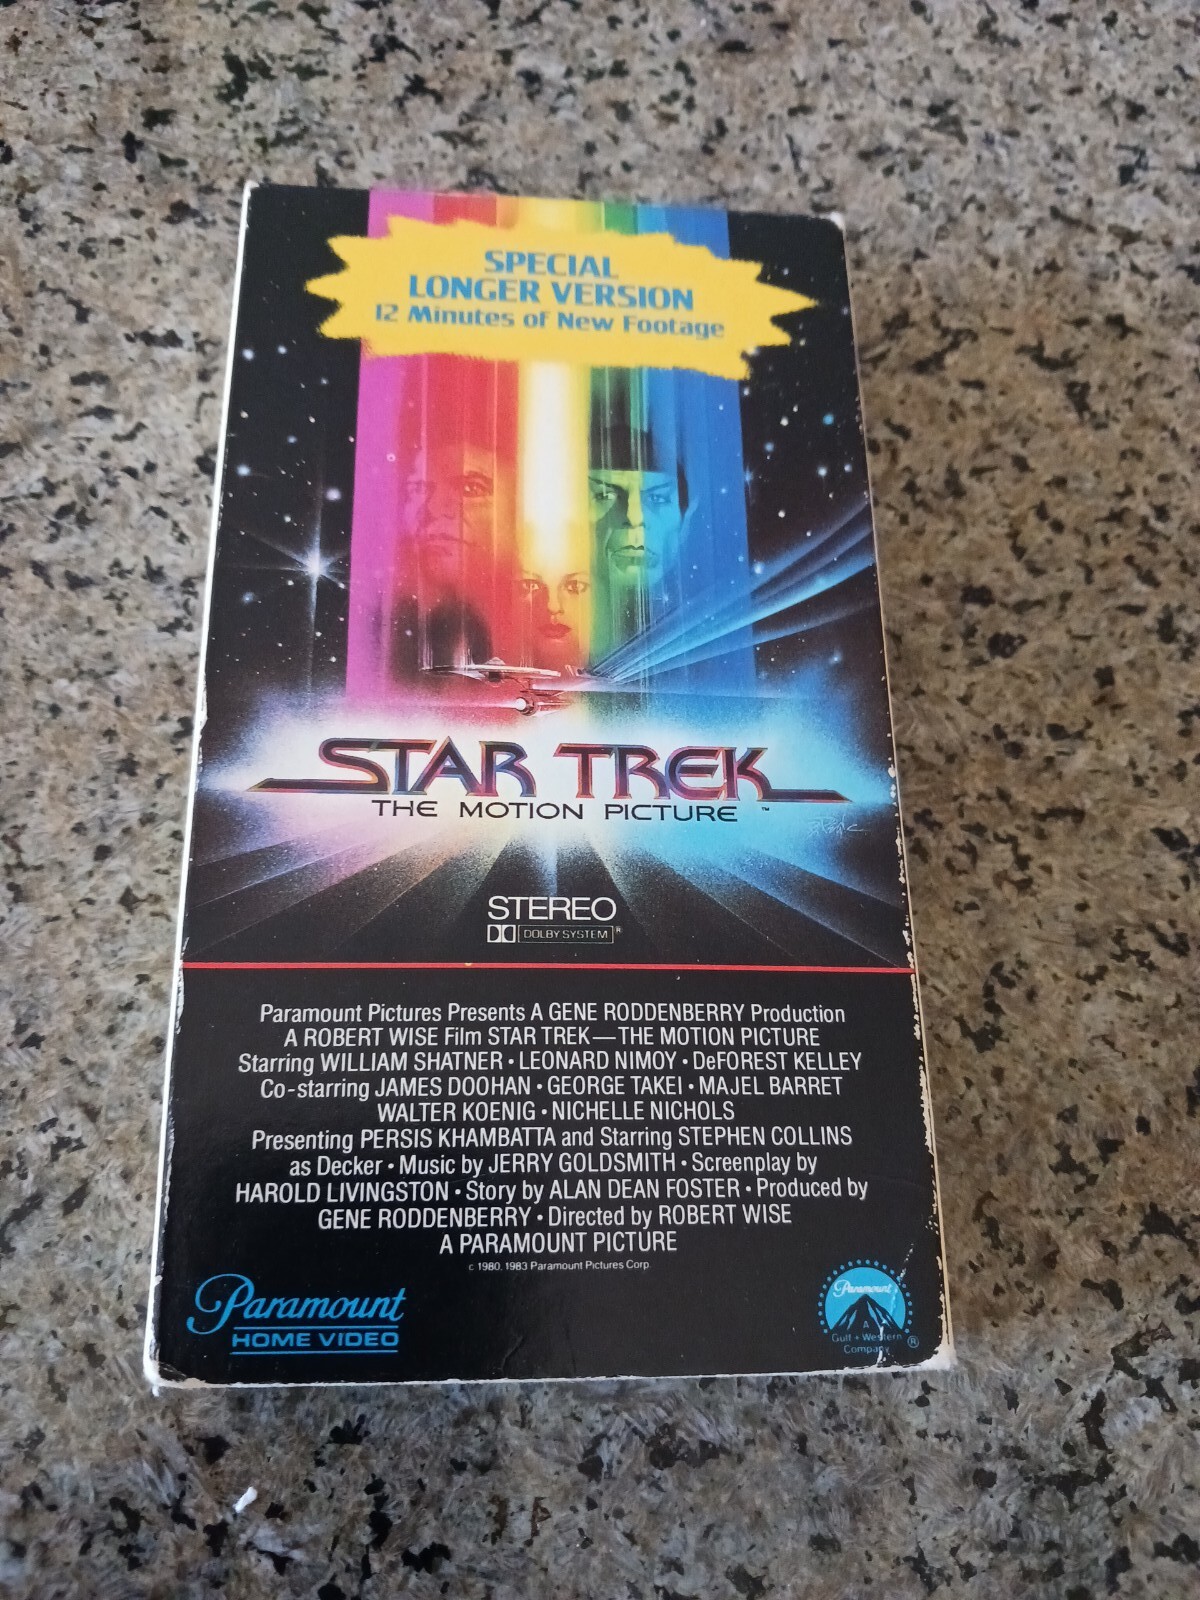 SPECIAL
LONGER VERSION
12 Minutes of New Footage
STAR TREK
THE MOTION PICTURE ™
STEREO
DOLBY SYSTEM ®
Paramount Pictures Presents A GENE RODDENBERRY Production
A ROBERT WISE Film STAR TREK—THE MOTION PICTURE
Starring WILLIAM SHATNER • LEONARD NIMOY • DeFOREST KELLEY
Co-starring JAMES DOOHAN • GEORGE TAKEI • MAJEL BARRET
WALTER KOENIG • NICHELLE NICHOLS
Presenting PERSIS KHAMBATTA and Starring STEPHEN COLLINS
as Decker • Music by JERRY GOLDSMITH • Screenplay by
HAROLD LIVINGSTON • Story by ALAN DEAN FOSTER • Produced by
GENE RODDENBERRY • Directed by ROBERT WISE
A PARAMOUNT PICTURE
c 1980, 1983 Paramount Pictures Corp.
Paramount
HOME VIDEO
Paramount
A
Gulf + Western
Company ®